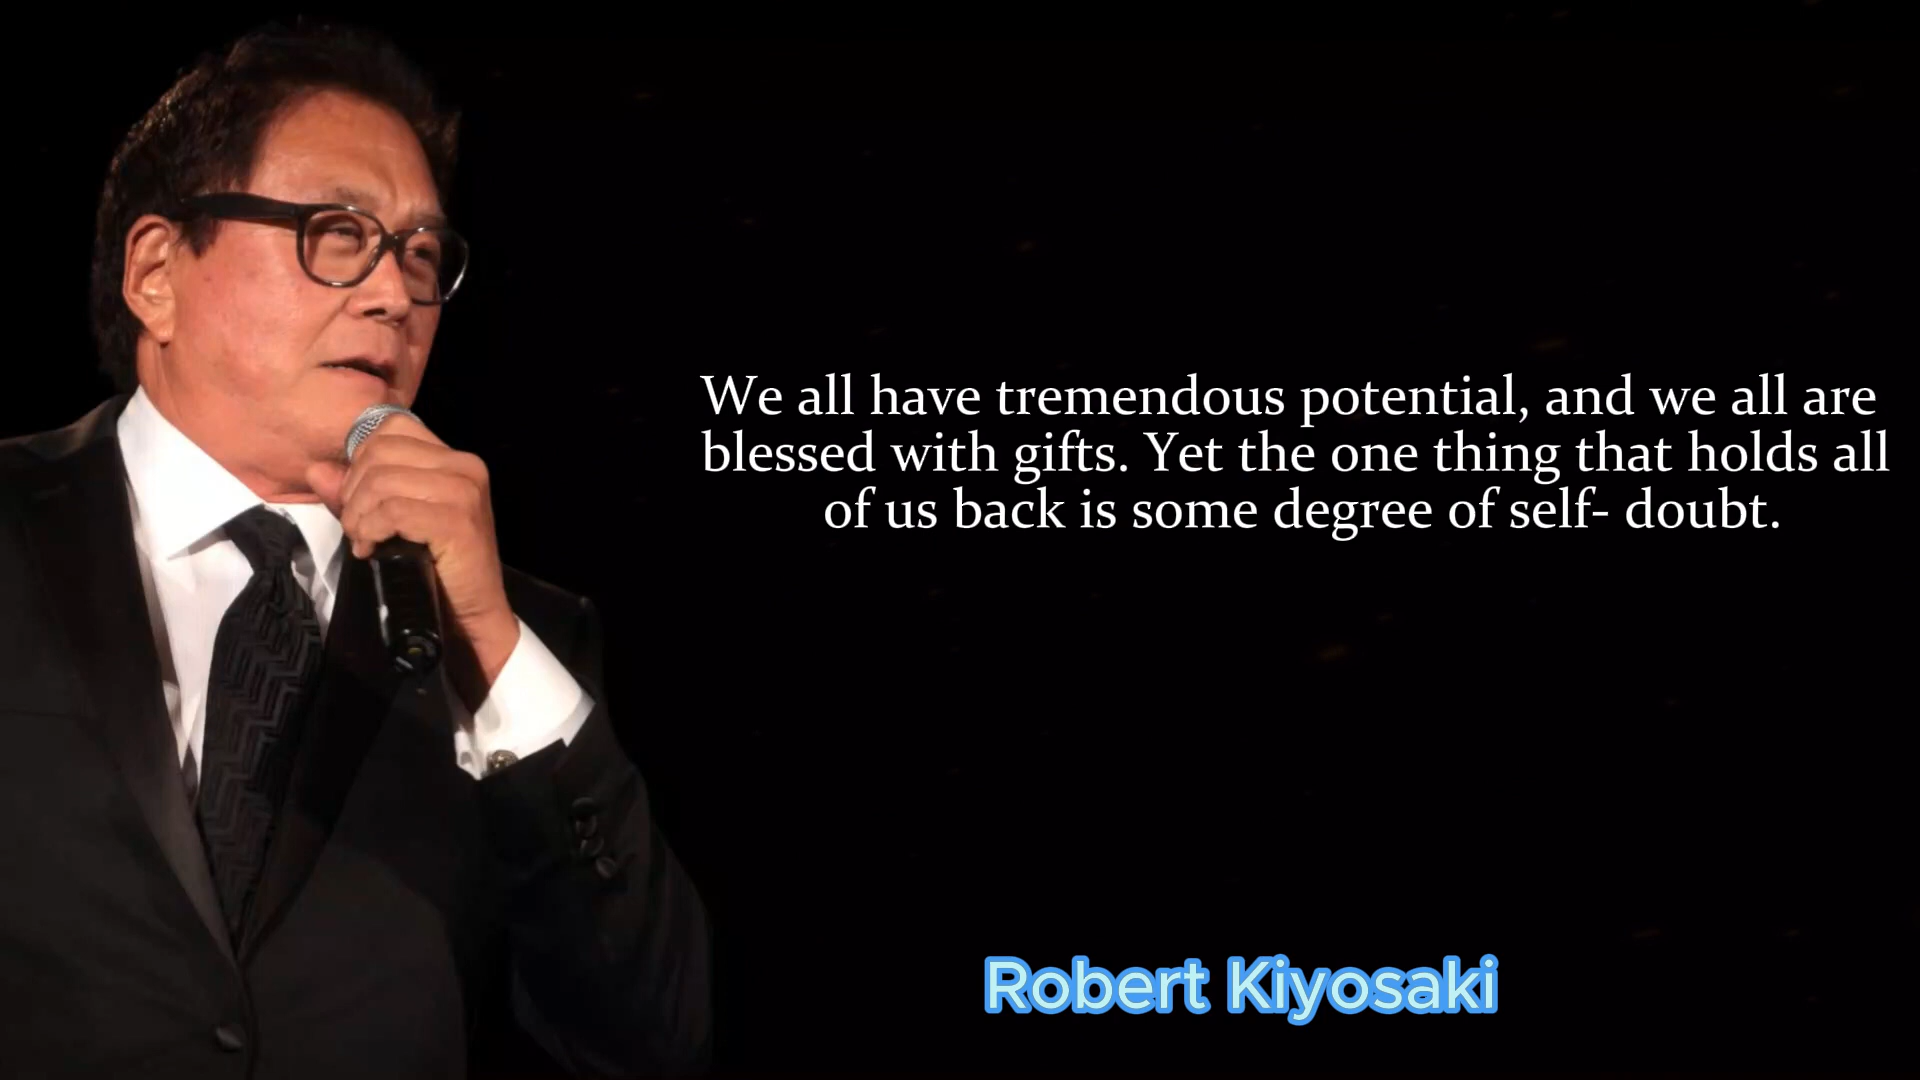 We all have tremendous potential, and we all are
blessed with gifts. Yet the one thing that holds all
of us back is some degree of self- doubt.
Robert Kiyosaki